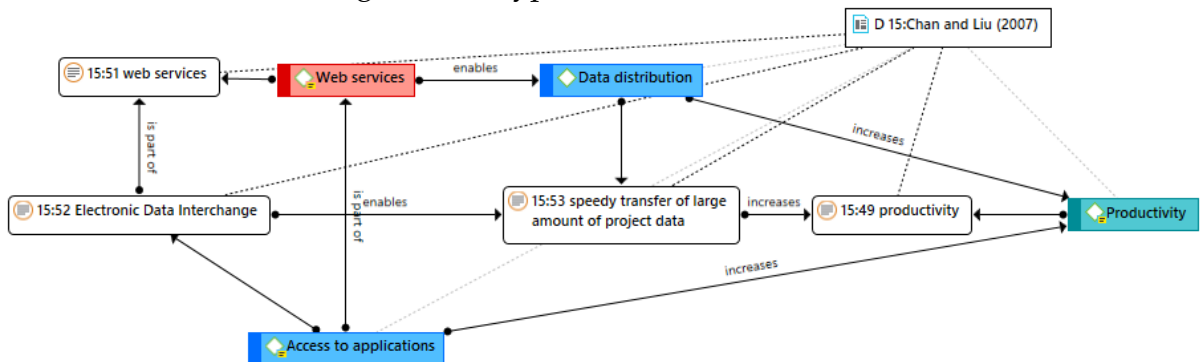 D 15:Chan and Liu (2007)
15:51 web services
Web services
enables
Data distribution
is part of
increases
15:52 Electronic Data Interchange
enables
is part of
15:53 speedy transfer of large
amount of project data
increases
15:49 productivity
Productivity
increases
Access to applications